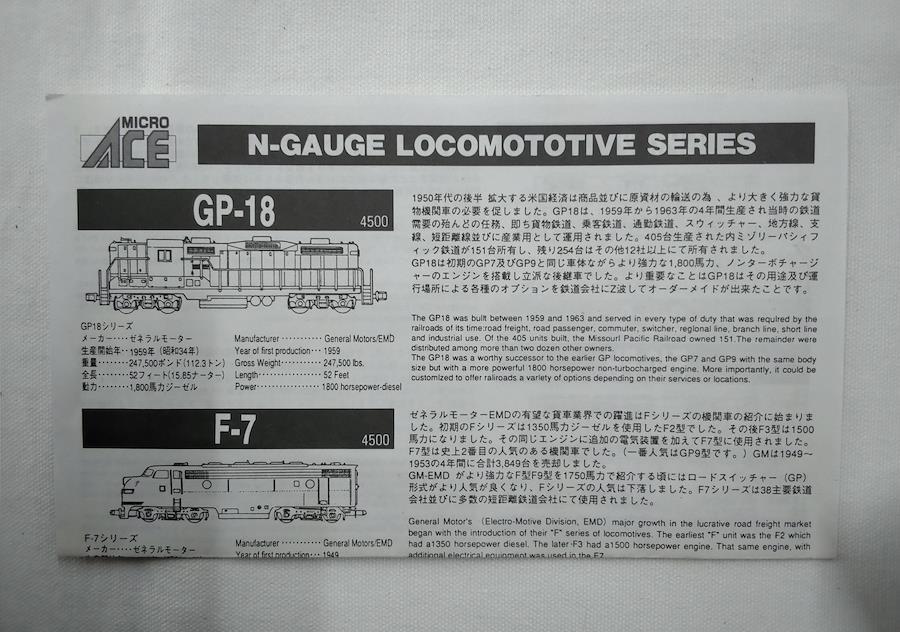 MICRO
ACE
N-GAUGE LOCOMOTOTIVE SERIES
GP-18
4500
GP18シリーズ
メーカー‥‥ゼネラルモーター
生産開始年‥1959年（昭和34年）
重量‥‥‥247,500ポンド(112.3トン)
全長‥‥‥52フィート(15.85ナーター)
動力‥‥‥1,800馬力ジーゼル
Manufacturer ‥‥‥‥ General Motors/EMD
Year of first production‥‥ 1959
Gross Weight‥‥‥‥‥ 247,500 lbs.
Length‥‥‥‥‥‥‥‥ 52 Feet
Power‥‥‥‥‥‥‥‥ 1800 horsepower-diesel
1950年代の後半 拡大する米国経済は商品並びに原資材の輸送の為 、より大きく強力な貨
物機関車の必要を促しました。GP18は、1959年から1963年の4年間生産され当時の鉄道
需要の殆んどの任務、即ち貨物鉄道、乗客鉄道、通勤鉄道、スウィッチャー、地方線、支
線、短距離線並びに産業用として運用されました。405台生産された内ミゾリーパシィフ
ィック鉄道が151台所有し、残り254台はその他12社以上にて所有されました。
GP18は初期のGP7及びGP9と同じ車体ながらより強力な1,800馬力、ノンターボチャージ
ャーのエンジンを搭載し立派な後継車でした。より重要なことはGP18はその用途及び運
行場所による各種のオプションを鉄道会社にZ波してオーダーメイドが出来たことです。
The GP18 was built between 1959 and 1963 and served in every type of duty that was required by the
railroads of its time:road freight, road passenger, commuter, switcher, regional line, branch line, short line
and industrial use. Of the 405 units built, the Missouri Pacific Railroad owned 151.The remainder were
distributed among more than two dozen other owners.
The GP18 was a worthy successor to the earlier GP locomotives, the GP7 and GP9 with the same body
size but with a more powerful 1800 horsepower non-turbocharged engine. More importantly, it could be
customized to offer raliroads a variety of options depending on their services or locations.
F-7
4500
F-7シリーズ
メーカー‥‥ゼネラルモーター
Manufacturer ‥‥‥‥ General Motors/EMD
Year of first production‥‥ 1949
ゼネラルモーターEMDの有望な貨車業界での躍進はFシリーズの機関車の紹介に始まりま
した。初期のFシリーズは1350馬力ジーゼルを使用したF2型でした。その後F3型は1500
馬力になりました。その同じエンジンに追加の電気装置を加えてF7型に使用されました。
F7型は史上2番目の人気のある機関車でした。（一番人気はGP9型です。）GMは1949～
1953の4年間に合計3,849台を売却しました。
GM-EMD がより強力なF型F9型を1750馬力で紹介する頃にはロードスイッチャー（GP）
形式がより人気が良くなり、Fシリーズの人気は下落しました。F7シリーズは38主要鉄道
会社並びに多数の短距離鉄道会社にて使用されました。
General Motor's （Electro-Motive Division, EMD）major growth in the lucrative road freight market
began with the introduction of their "F" series of locomotives. The earliest "F" unit was the F2 which
had a1350 horsepower diesel. The later F3 had a1500 horsepower engine. That same engine, with
additional electrical equipment was used in the F7.